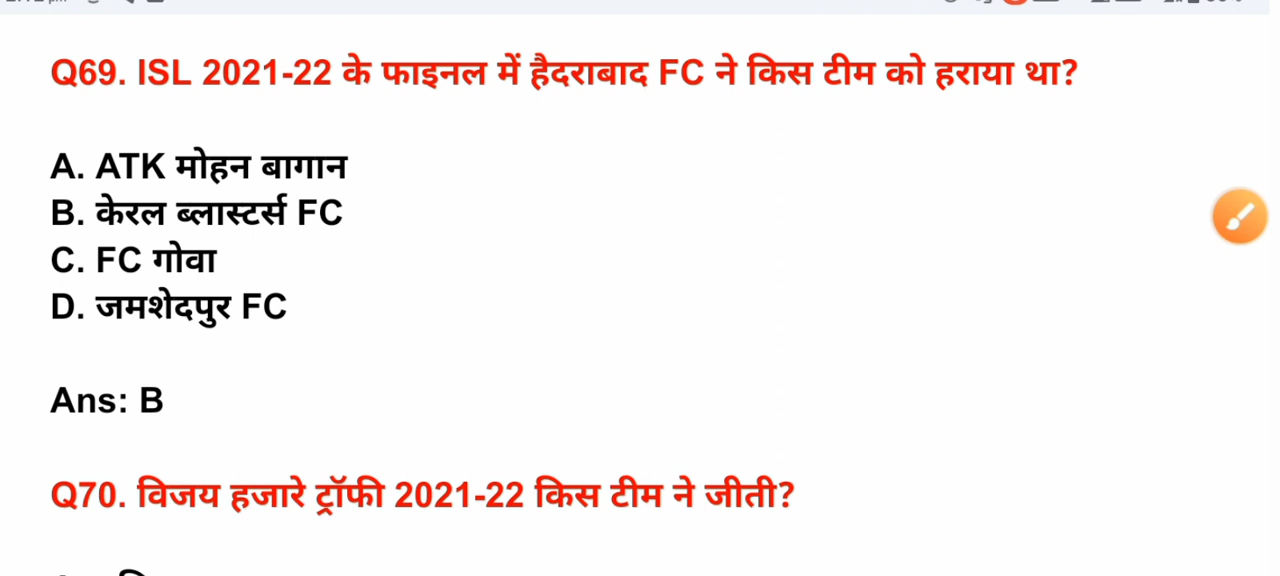 Q69. ISL 2021-22 के फाइनल में हैदराबाद FC ने किस टीम को हराया था?
A. ATK मोहन बागान
B. केरल ब्लास्टर्स FC
C. FC गोवा
D. जमशेदपुर FC
Ans: B
Q70. विजय हजारे ट्रॉफी 2021-22 किस टीम ने जीती?